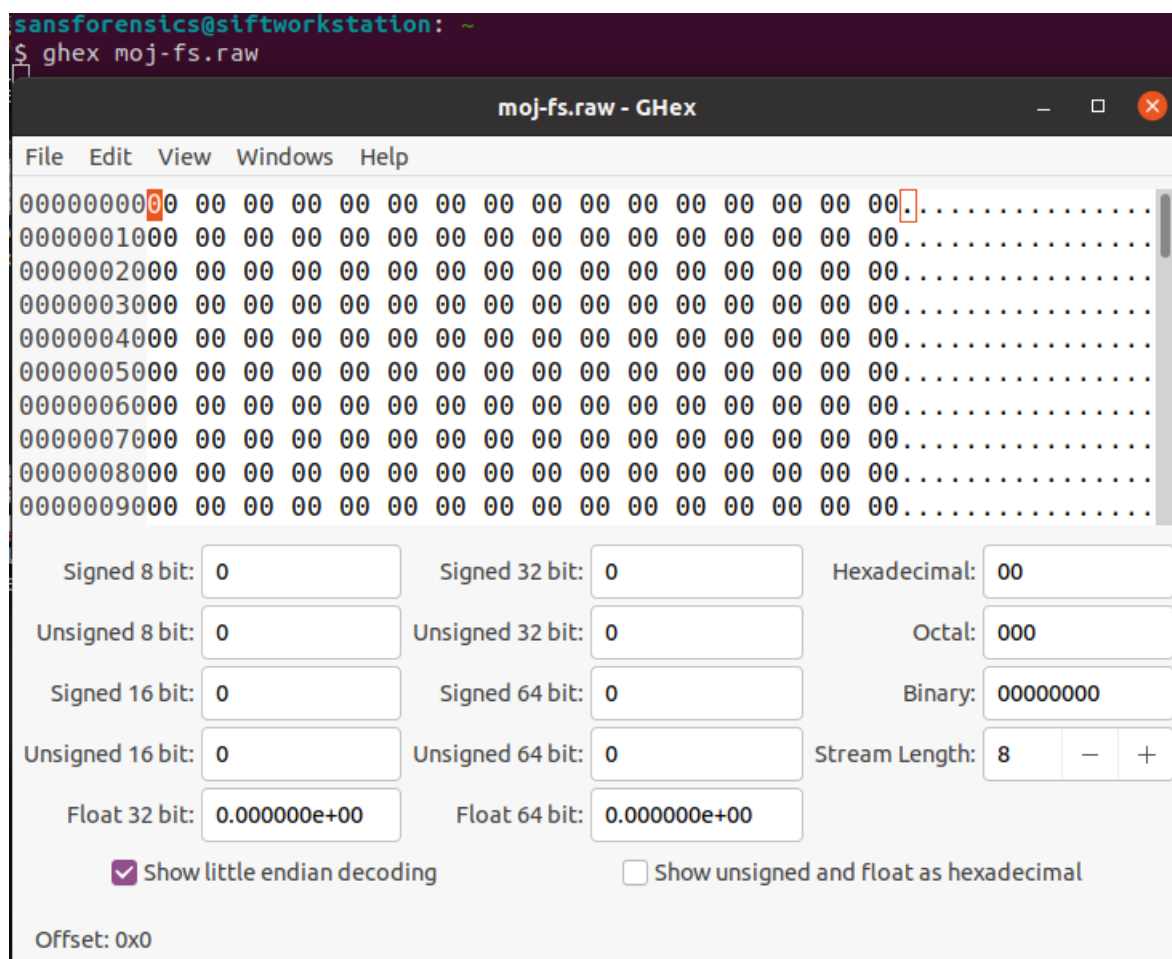 sansforensics@siftworkstation: ~
$ ghex moj-fs.raw
moj-fs.raw - GHex
File Edit View Windows Help
0000000000 00 00 00 00 00 00 00 00 00 00 00 00 00 00 00................
0000001000 00 00 00 00 00 00 00 00 00 00 00 00 00 00 00................
0000002000 00 00 00 00 00 00 00 00 00 00 00 00 00 00 00................
0000003000 00 00 00 00 00 00 00 00 00 00 00 00 00 00 00................
0000004000 00 00 00 00 00 00 00 00 00 00 00 00 00 00 00................
0000005000 00 00 00 00 00 00 00 00 00 00 00 00 00 00 00................
0000006000 00 00 00 00 00 00 00 00 00 00 00 00 00 00 00................
0000007000 00 00 00 00 00 00 00 00 00 00 00 00 00 00 00................
0000008000 00 00 00 00 00 00 00 00 00 00 00 00 00 00 00................
0000009000 00 00 00 00 00 00 00 00 00 00 00 00 00 00 00................
Signed 8 bit: 0 Signed 32 bit: 0 Hexadecimal: 00
Unsigned 8 bit: 0 Unsigned 32 bit: 0 Octal: 000
Signed 16 bit: 0 Signed 64 bit: 0 Binary: 00000000
Unsigned 16 bit: 0 Unsigned 64 bit: 0 Stream Length: 8 − +
Float 32 bit: 0.000000e+00 Float 64 bit: 0.000000e+00
Show little endian decoding Show unsigned and float as hexadecimal
Offset: 0x0